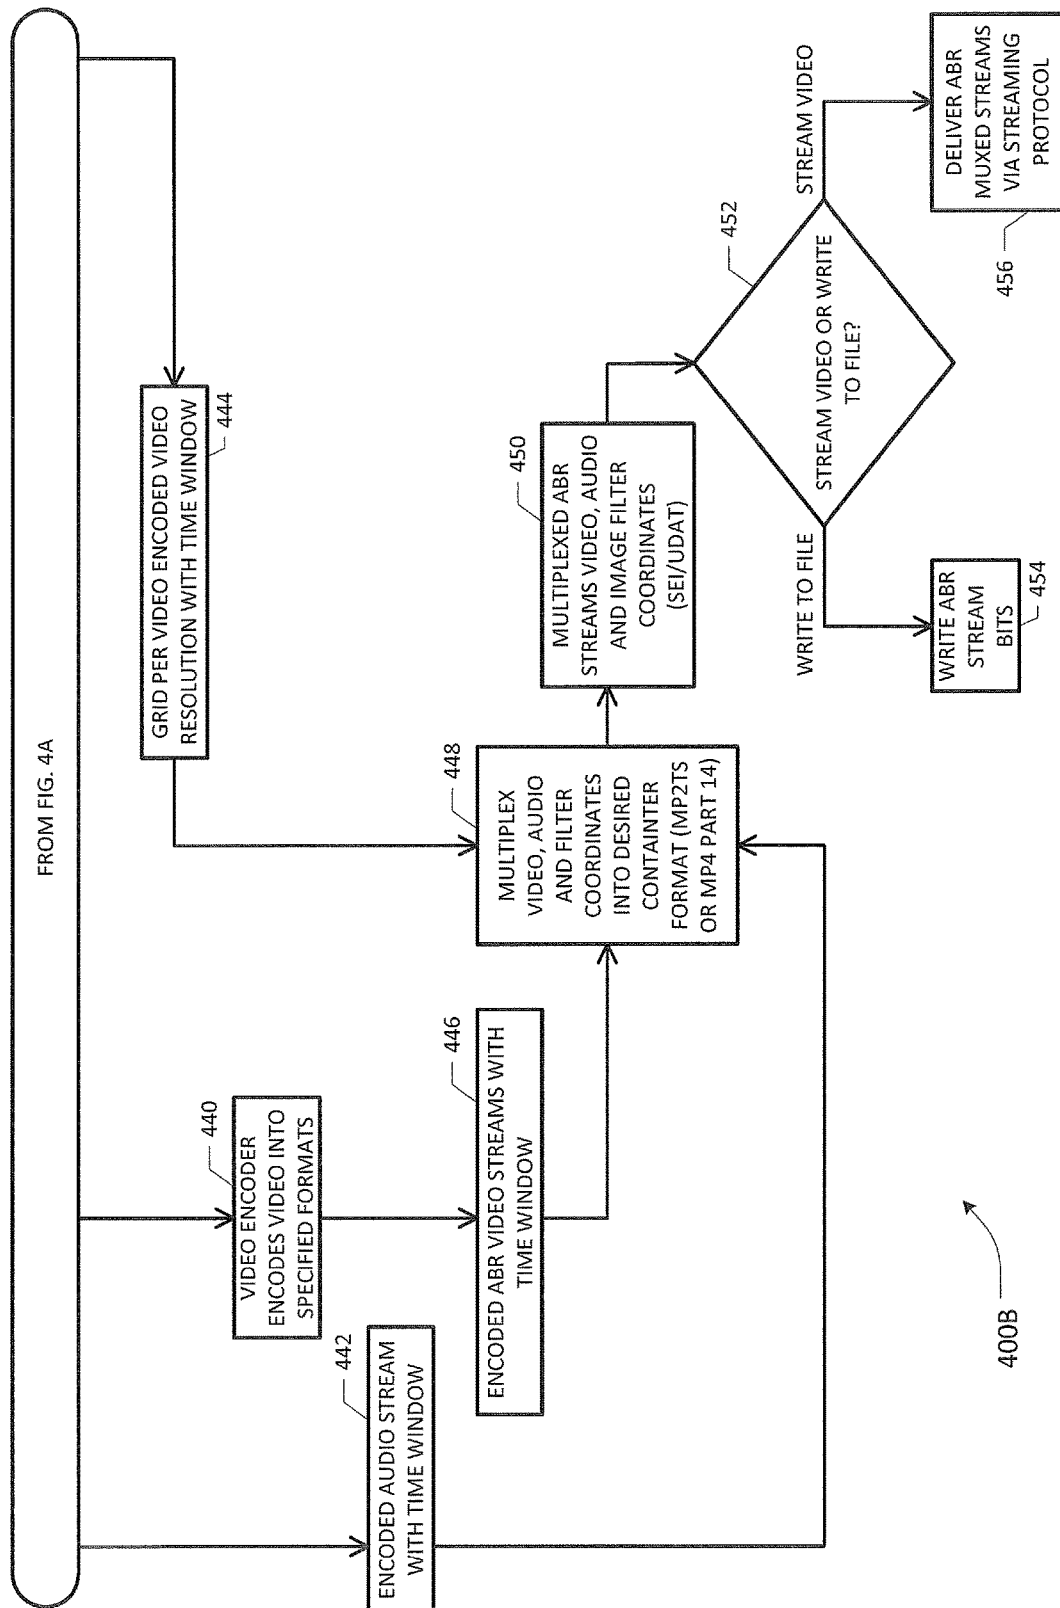 FROM FIG. 4A
GRID PER VIDEO ENCODED VIDEO
RESOLUTION WITH TIME WINDOW
444
440
VIDEO ENCODER
ENCODES VIDEO INTO
SPECIFIED FORMATS
442
ENCODED AUDIO STREAM
WITH TIME WINDOW
446
ENCODED ABR VIDEO STREAMS WITH
TIME WINDOW
448
MULTIPLEX
VIDEO, AUDIO
AND FILTER
COORDINATES
INTO DESIRED
CONTAINTER
FORMAT (MP2TS
OR MP4 PART 14)
450
MULTIPLEXED ABR
STREAMS VIDEO, AUDIO
AND IMAGE FILTER
COORDINATES
(SEI/UDAT)
452
STREAM VIDEO OR WRITE
TO FILE?
WRITE TO FILE
STREAM VIDEO
WRITE ABR
STREAM
BITS
454
DELIVER ABR
MUXED STREAMS
VIA STREAMING
PROTOCOL
456
400B